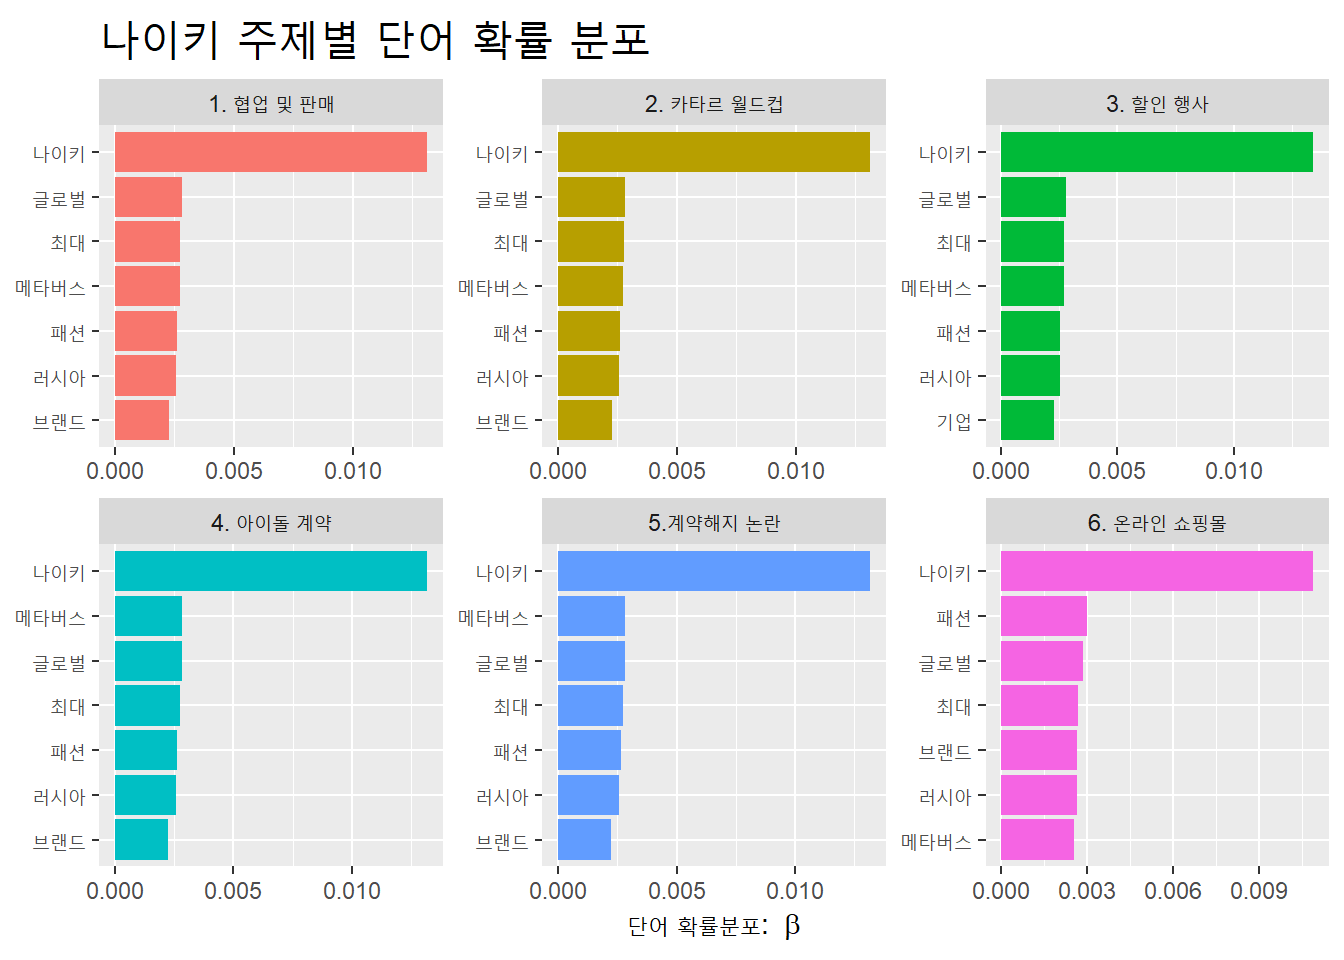 나이키 주제별 단어 확률 분포
1. 협업 및 판매
나이키
글로벌
최대
메타버스
패션
러시아
브랜드
0.000 0.005 0.010
2. 카타르 월드컵
나이키
글로벌
최대
메타버스
패션
러시아
브랜드
0.000 0.005 0.010
3. 할인 행사
나이키
글로벌
최대
메타버스
패션
러시아
기업
0.000 0.005 0.010
4. 아이돌 계약
나이키
메타버스
글로벌
최대
패션
러시아
브랜드
0.000 0.005 0.010
5.계약해지 논란
나이키
메타버스
글로벌
최대
패션
러시아
브랜드
0.000 0.005 0.010
6. 온라인 쇼핑몰
나이키
패션
글로벌
최대
브랜드
러시아
메타버스
0.000 0.003 0.006 0.009
단어 확률분포: β